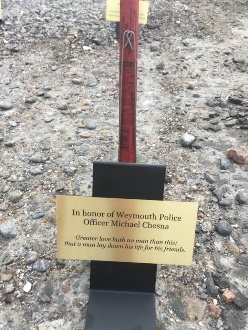 In honor of Weymouth Police
Officer Michael Chesna
Greater love hath no man than this;
that a man lay down his life for his friends.